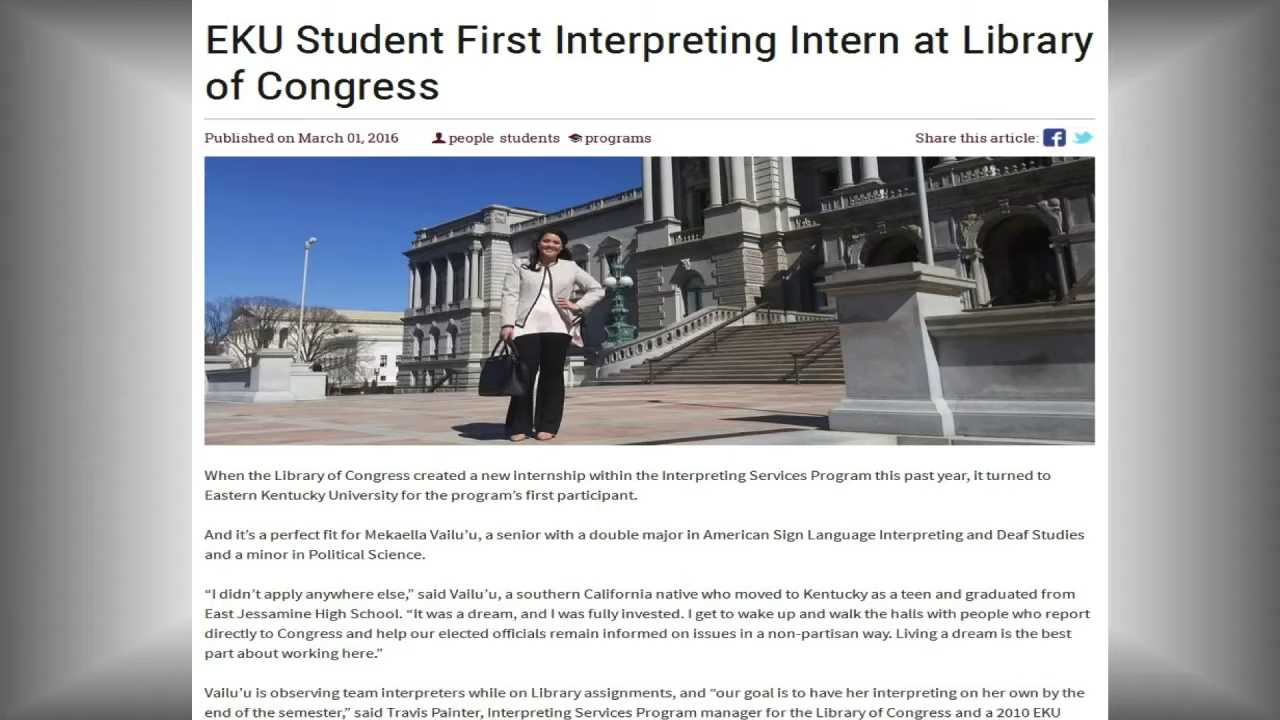 EKU Student First Interpreting Intern at Library
of Congress
Published on March 01, 2016 people students programs Share this article:
When the Library of Congress created a new internship within the Interpreting Services Program this past year, it turned to
Eastern Kentucky University for the program’s first participant.
And it’s a perfect fit for Mekaella Vailu’u, a senior with a double major in American Sign Language Interpreting and Deaf Studies
and a minor in Political Science.
“I didn’t apply anywhere else,” said Vailu’u, a southern California native who moved to Kentucky as a teen and graduated from
East Jessamine High School. “It was a dream, and I was fully invested. I get to wake up and walk the halls with people who report
directly to Congress and help our elected officials remain informed on issues in a non-partisan way. Living a dream is the best
part about working here.”
Vailu’u is observing team interpreters while on Library assignments, and “our goal is to have her interpreting on her own by the
end of the semester,” said Travis Painter, Interpreting Services Program manager for the Library of Congress and a 2010 EKU